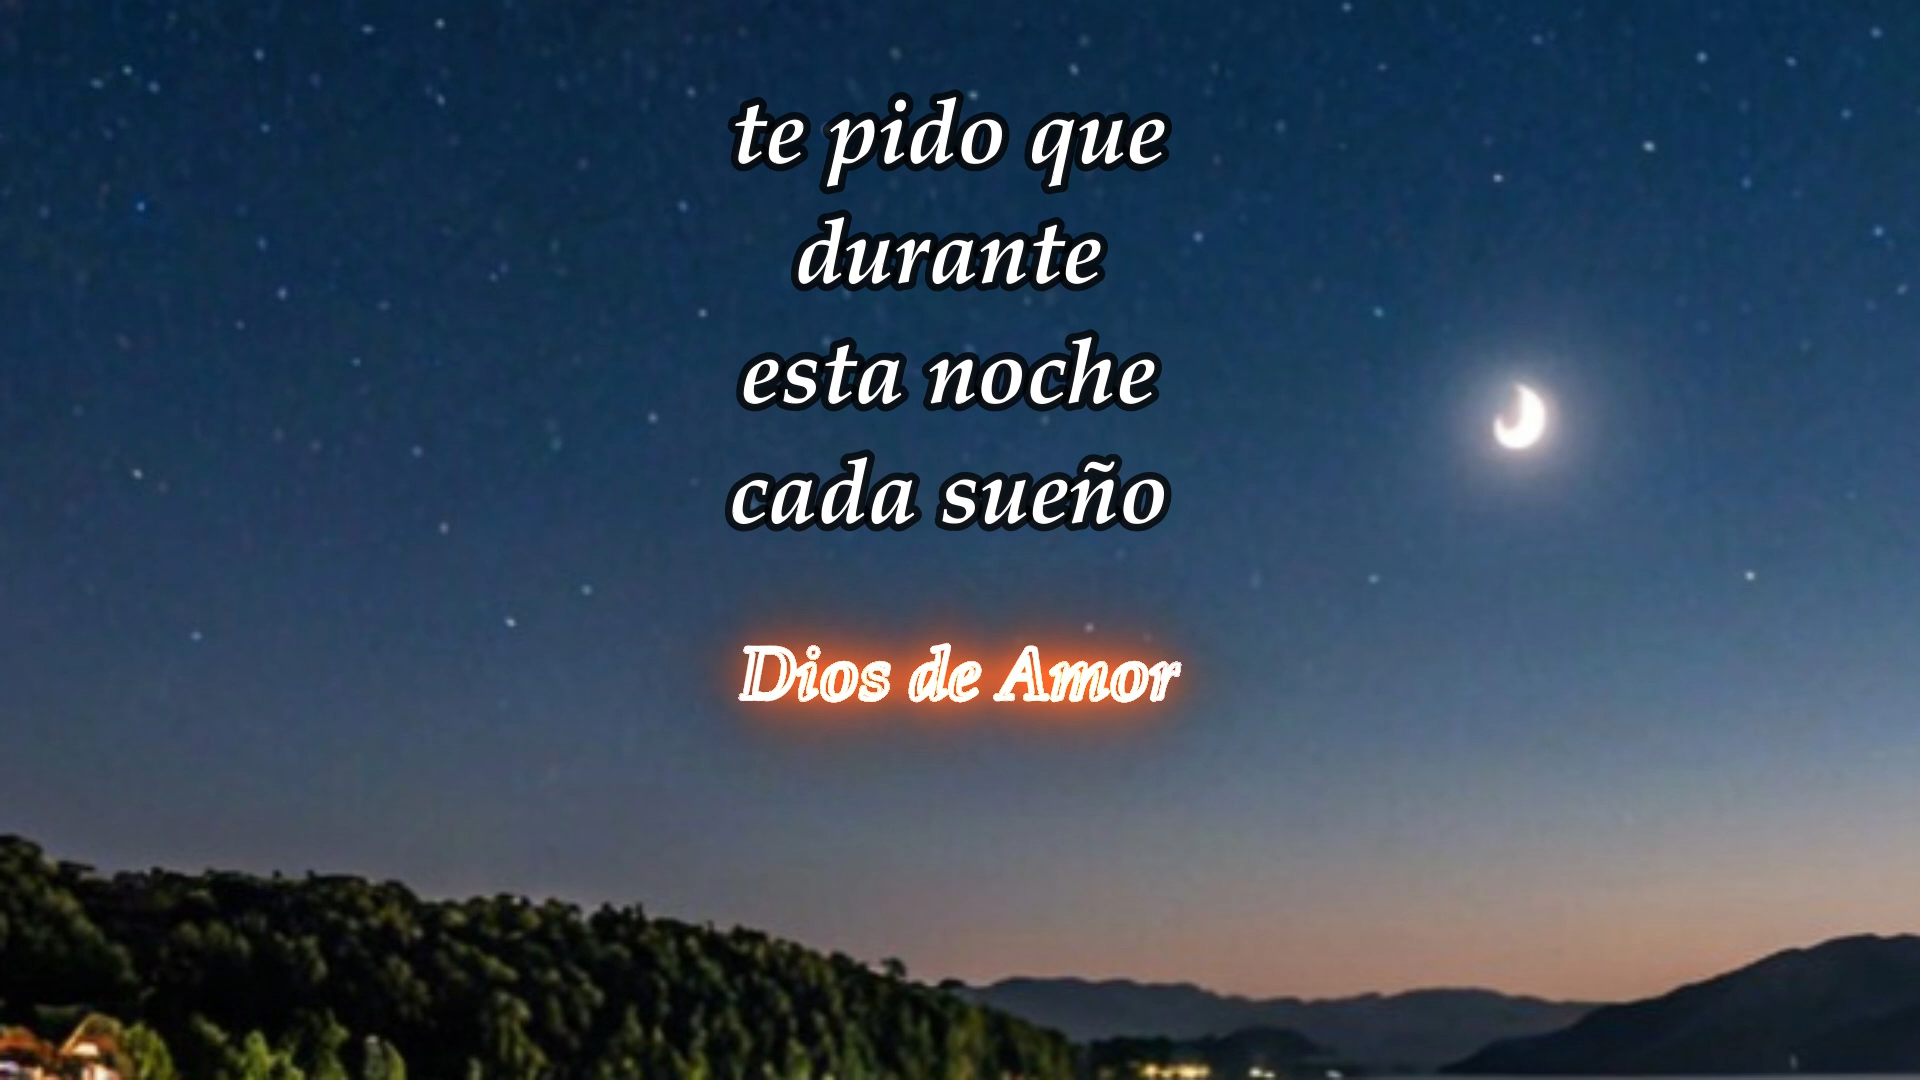 te pido que
durante
esta noche
cada sueño
Dios de Amor